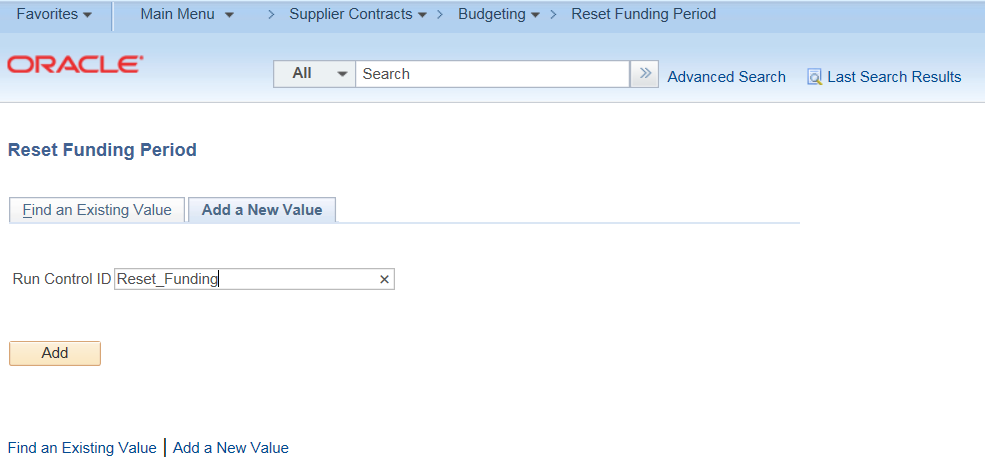 Favorites Main Menu > Supplier Contracts > Budgeting > Reset Funding Period
ORACLE
All Search » Advanced Search Last Search Results
Reset Funding Period
Find an Existing Value Add a New Value
Run Control ID Reset_Funding ×
Add
Find an Existing Value | Add a New Value